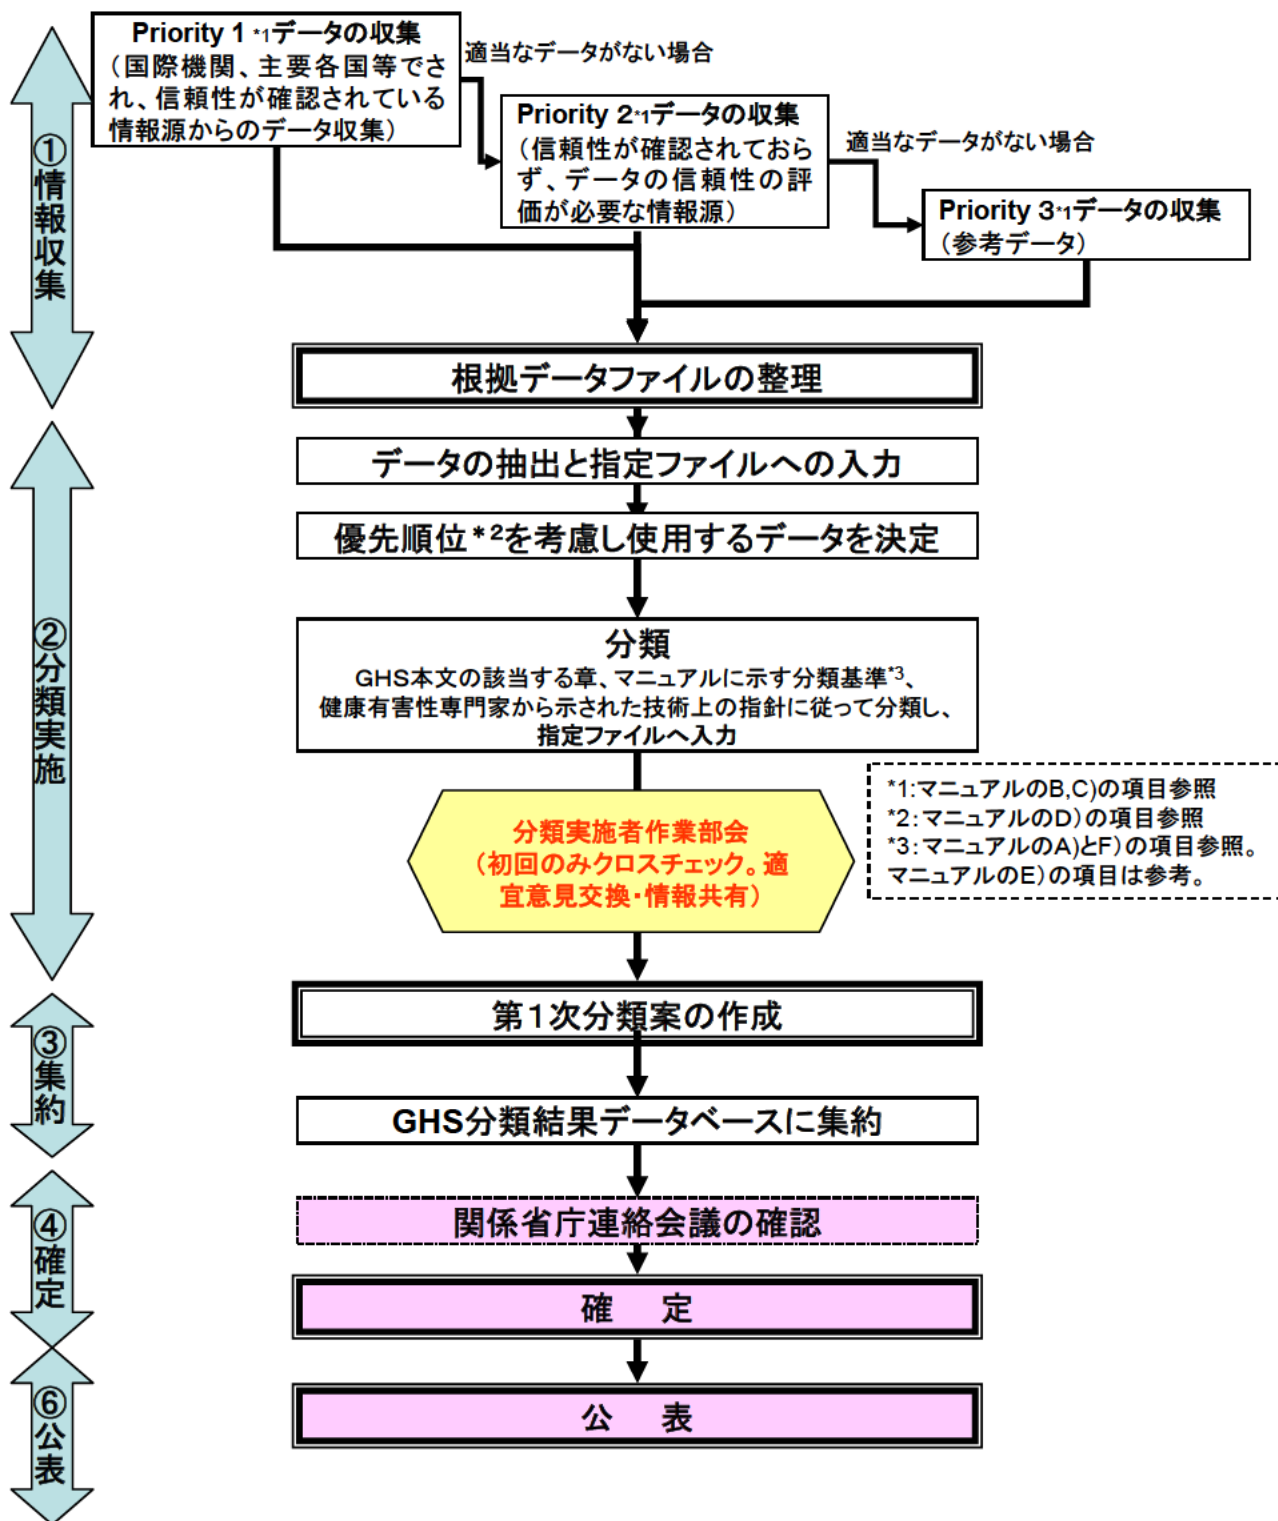 Priority 1 *1データの収集
（国際機関、主要各国等でさ
れ、信頼性が確認されている
情報源からのデータ収集）
適当なデータがない場合
Priority 2*1データの収集
（信頼性が確認されておら
ず、データの信頼性の評
価が必要な情報源）
適当なデータがない場合
Priority 3*1データの収集
（参考データ）
①情報収集
根拠データファイルの整理
データの抽出と指定ファイルへの入力
優先順位*2を考慮し使用するデータを決定
②分類実施
分類
GHS本文の該当する章、マニュアルに示す分類基準*3、
健康有害性専門家から示された技術上の指針に従って分類し、
指定ファイルへ入力
*1:マニュアルのB,C)の項目参照
*2:マニュアルのD）の項目参照
*3:マニュアルのA)とF）の項目参照。
マニュアルのE）の項目は参考。
分類実施者作業部会
（初回のみクロスチェック。適
宜意見交換・情報共有）
③集約
第１次分類案の作成
GHS分類結果データベースに集約
④確定
関係省庁連絡会議の確認
確　定
⑥公表
公　表